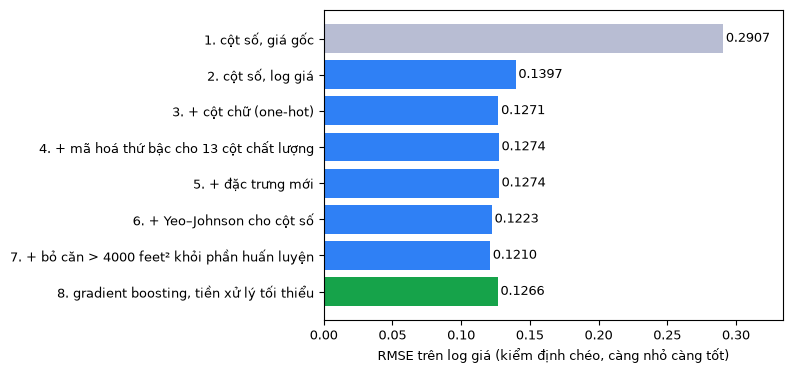 1. cột số, giá gốc
0.2907
2. cột số, log giá
0.1397
3. + cột chữ (one-hot)
0.1271
4. + mã hoá thứ bậc cho 13 cột chất lượng
0.1274
5. + đặc trưng mới
0.1274
6. + Yeo–Johnson cho cột số
0.1223
7. + bỏ căn > 4000 feet² khỏi phần huấn luyện
0.1210
8. gradient boosting, tiền xử lý tối thiểu
0.1266
0.00 0.05 0.10 0.15 0.20 0.25 0.30
RMSE trên log giá (kiểm định chéo, càng nhỏ càng tốt)